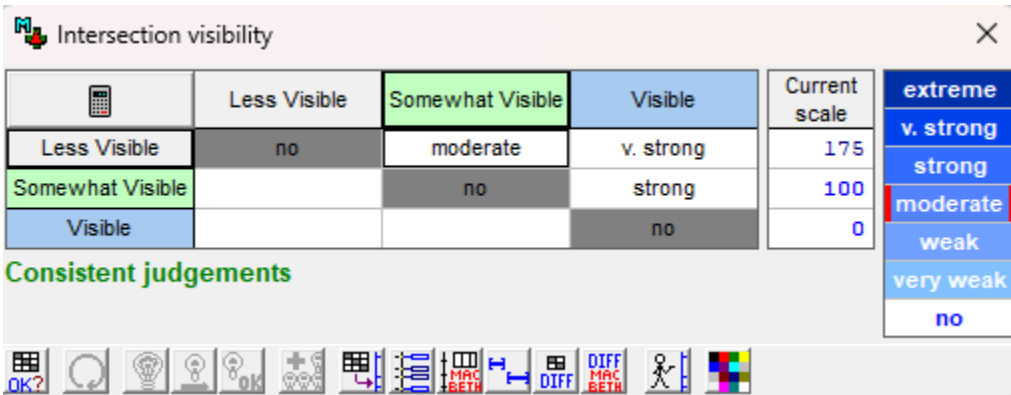 Intersection visibility
Less Visible Somewhat Visible Visible Current scale
Less Visible no moderate v. strong 175
Somewhat Visible no strong 100
Visible no 0
extreme
v. strong
strong
moderate
weak
very weak
no
Consistent judgements
OK? OK MAC BETH DIFF DIFF MAC BETH